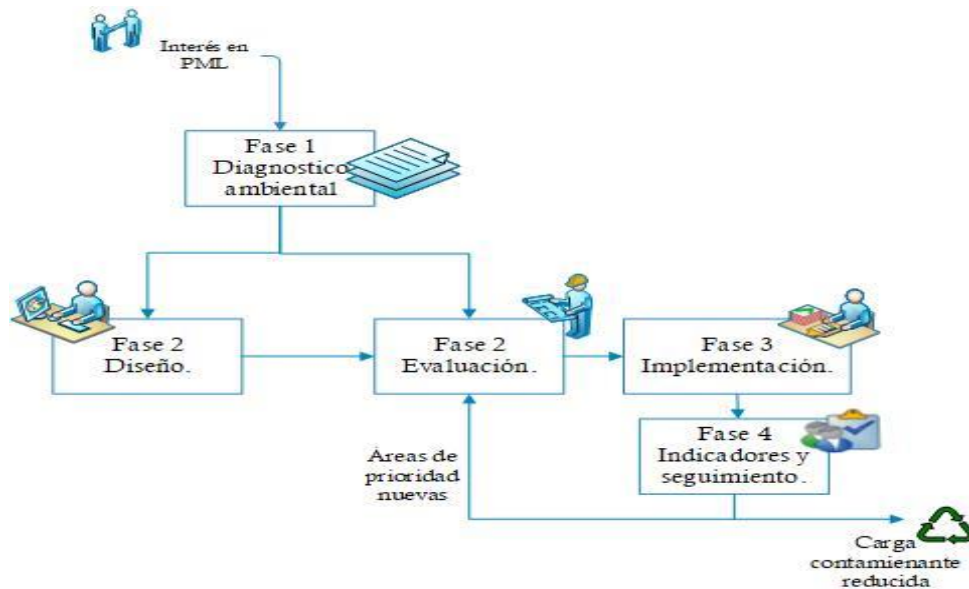 Interés en
PML
Fase 1
Diagnostico
ambiental
Fase 2
Diseño.
Fase 2
Evaluación.
Fase 3
Implementación.
Fase 4
Indicadores y
seguimiento.
Áreas de
prioridad
nuevas
Carga
contamienante
reducida